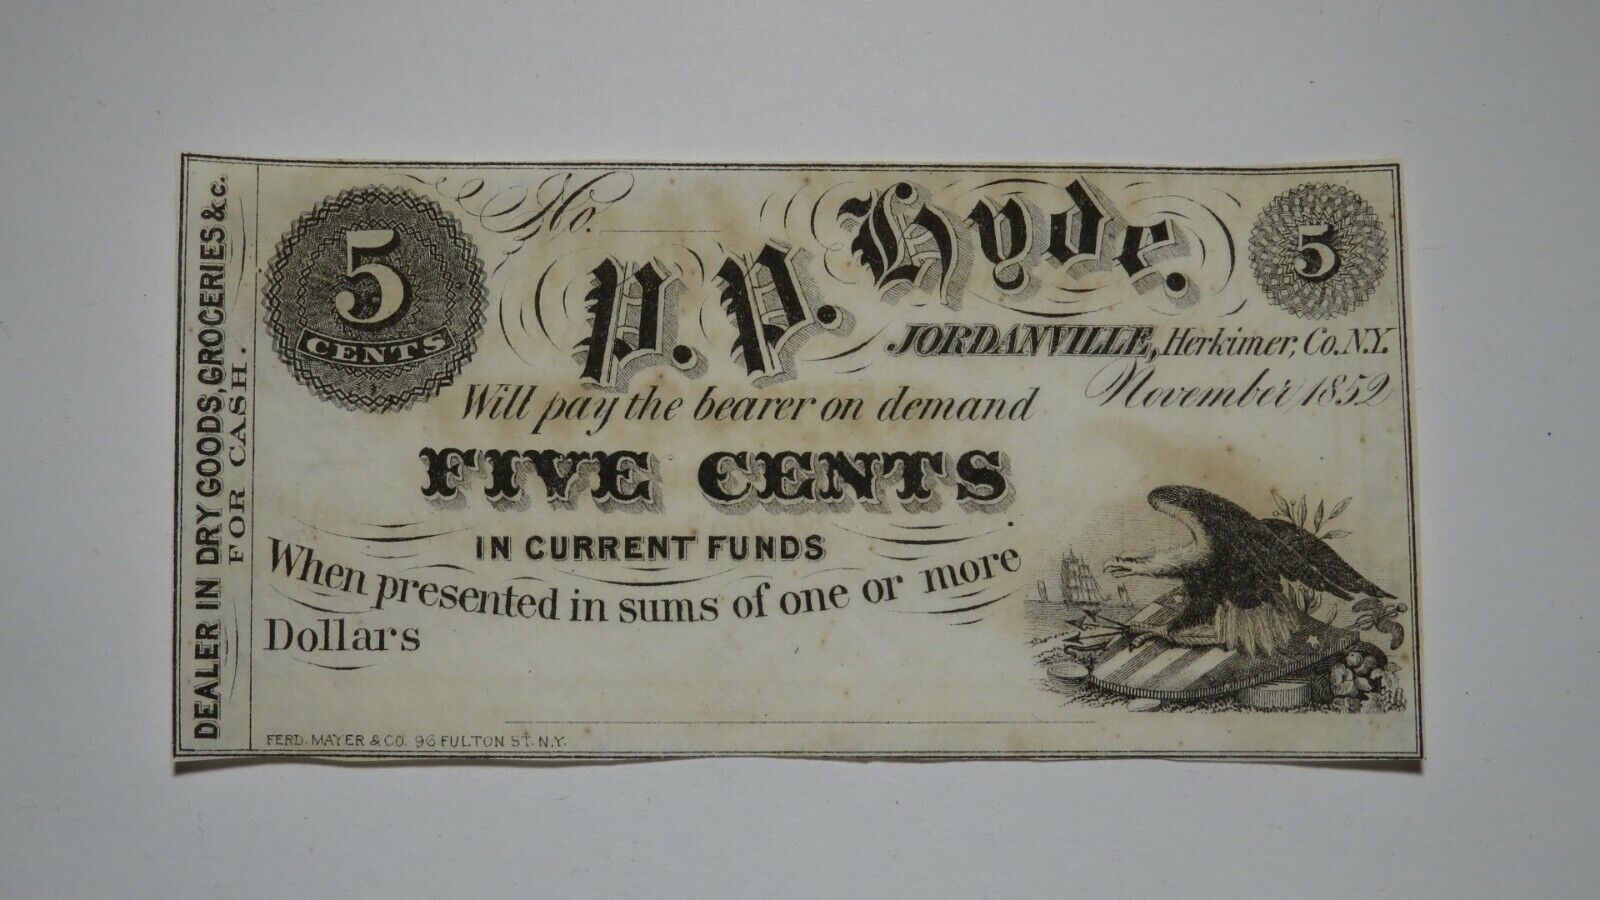 DEALER IN DRY GOODS, GROCERIES & c.
FOR CASH.
5
CENTS
No.
P. P. Hyde.
5
JORDANVILLE, Herkimer, Co. N.Y.
November 1852
Will pay the bearer on demand
FIVE CENTS
IN CURRENT FUNDS
When presented in sums of one or more
Dollars
FERD. MAYER & CO. 96 FULTON ST. N.Y.